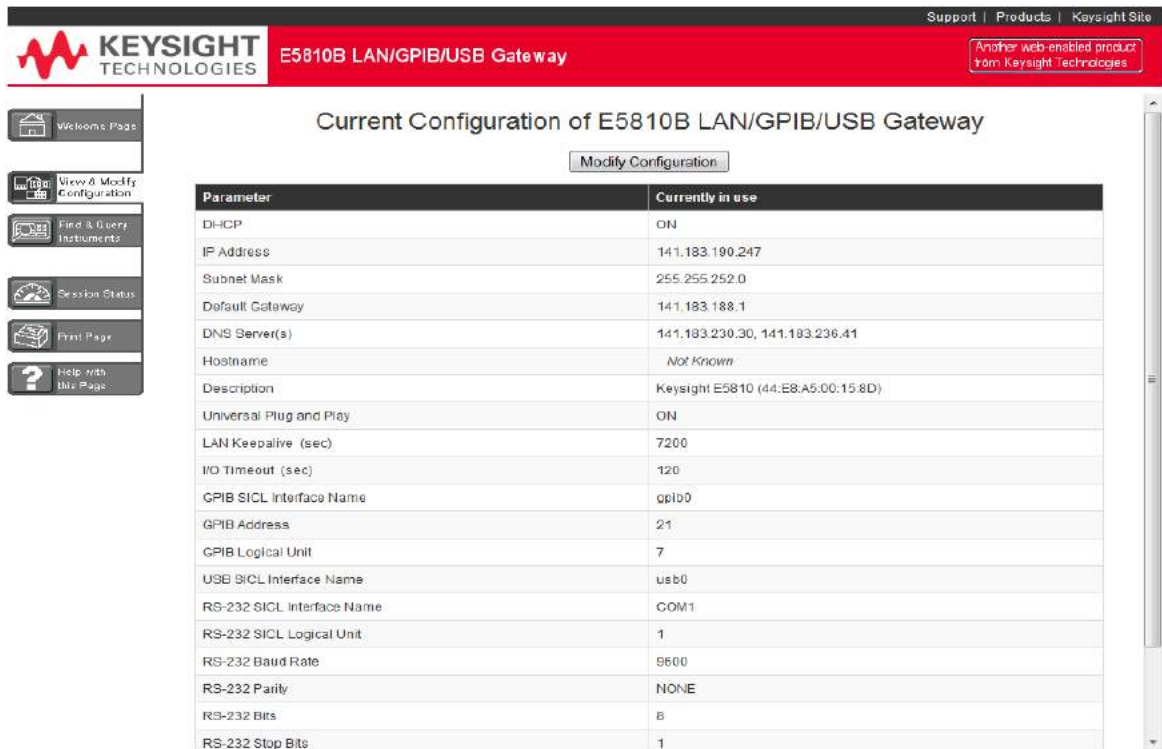 Support | Products | Keysight Site
KEYSIGHT
TECHNOLOGIES
E5810B LAN/GPIB/USB Gateway
Another web-enabled product
from Keysight Technologies
Welcome Page
View & Modify
Configuration
Find & Query
Instruments
Session Status
Print Page
Help with
this Page
Current Configuration of E5810B LAN/GPIB/USB Gateway
Modify Configuration
Parameter Currently in use
DHCP ON
IP Address 141.183.190.247
Subnet Mask 255.255.252.0
Default Gateway 141.183.188.1
DNS Server(s) 141.183.230.30, 141.183.236.41
Hostname Not Known
Description Keysight E5810 (44:E8:A5:00:15:8D)
Universal Plug and Play ON
LAN Keepalive (sec) 7200
I/O Timeout (sec) 120
GPIB SICL Interface Name gpib0
GPIB Address 21
GPIB Logical Unit 7
USB SICL Interface Name usb0
RS-232 SICL Interface Name COM1
RS-232 SICL Logical Unit 1
RS-232 Baud Rate 9600
RS-232 Parity NONE
RS-232 Bits 8
RS-232 Stop Bits 1